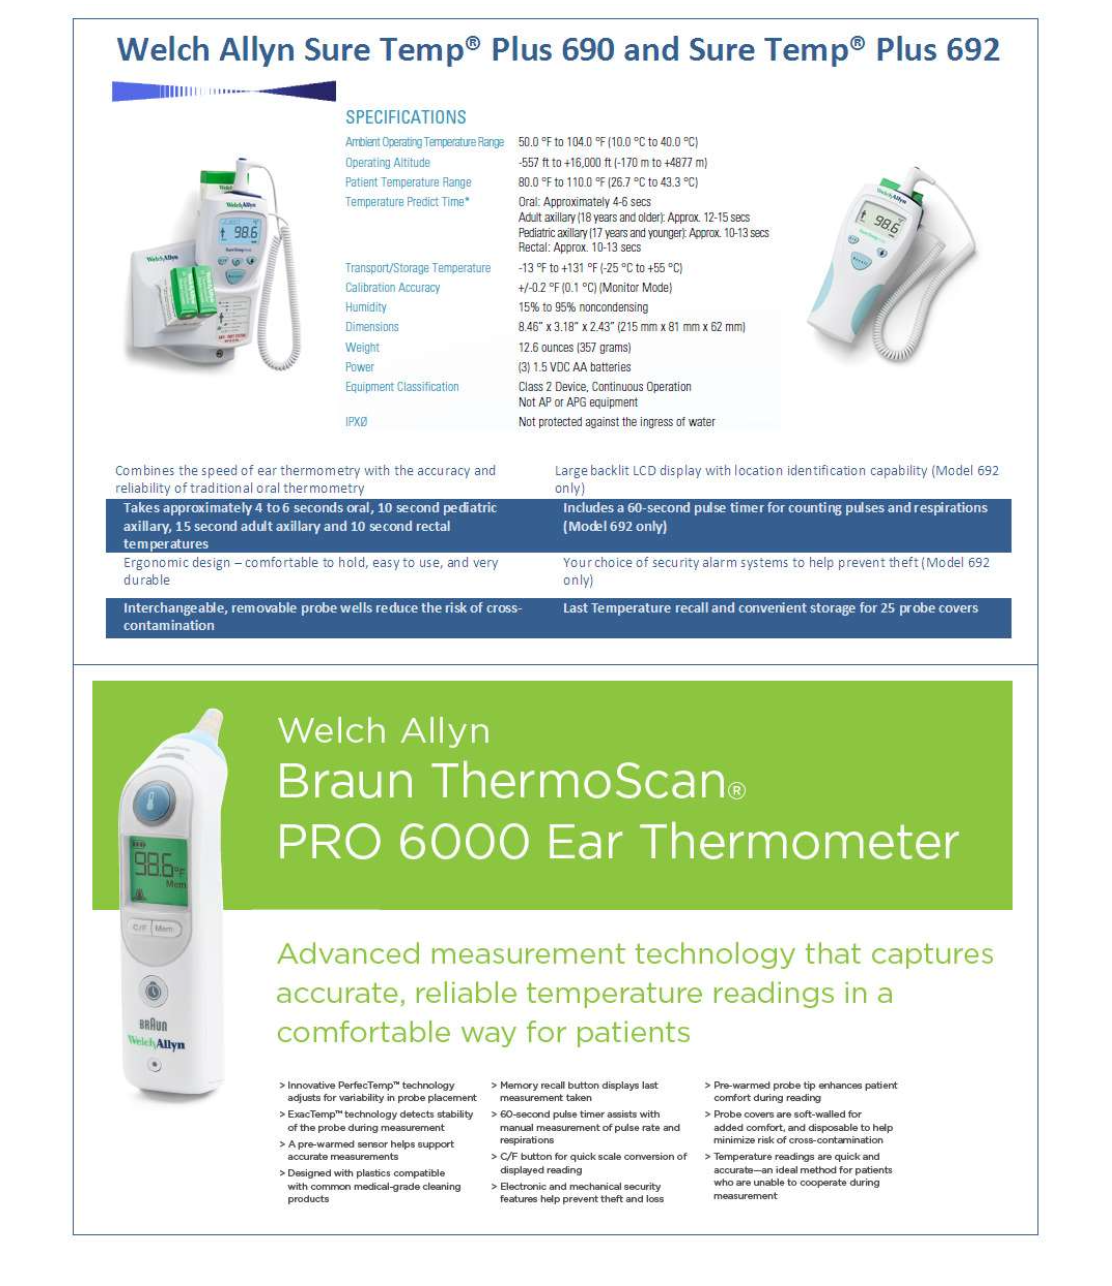 Welch Allyn Sure Temp® Plus 690 and Sure Temp® Plus 692
SPECIFICATIONS
Ambient Operating Temperature Range 50.0 °F to 104.0 °F (10.0 °C to 40.0 °C)
Operating Altitude -557 ft to +16,000 ft (-170 m to +4877 m)
Patient Temperature Range 80.0 °F to 110.0 °F (26.7 °C to 43.3 °C)
Temperature Predict Time* Oral: Approximately 4-6 secs
Adult axillary (18 years and older): Approx. 12-15 secs
Pediatric axillary (17 years and younger): Approx. 10-13 secs
Rectal: Approx. 10-13 secs
Transport/Storage Temperature -13 °F to +131 °F (-25 °C to +55 °C)
Calibration Accuracy +/-0.2 °F (0.1 °C) (Monitor Mode)
Humidity 15% to 95% noncondensing
Dimensions 8.46" x 3.18" x 2.43" (215 mm x 81 mm x 62 mm)
Weight 12.6 ounces (357 grams)
Power (3) 1.5 VDC AA batteries
Equipment Classification Class 2 Device, Continuous Operation
Not AP or APG equipment
IPXØ Not protected against the ingress of water
WelchAllyn
98.6
WelchAllyn
WelchAllyn
98.6
Combines the speed of ear thermometry with the accuracy and
reliability of traditional oral thermometry
Large backlit LCD display with location identification capability (Model 692
only)
Takes approximately 4 to 6 seconds oral, 10 second pediatric
axillary, 15 second adult axillary and 10 second rectal
temperatures
Includes a 60-second pulse timer for counting pulses and respirations
(Model 692 only)
Ergonomic design – comfortable to hold, easy to use, and very
durable
Your choice of security alarm systems to help prevent theft (Model 692
only)
Interchangeable, removable probe wells reduce the risk of cross-
contamination
Last Temperature recall and convenient storage for 25 probe covers
Welch Allyn
Braun ThermoScan®
PRO 6000 Ear Thermometer
98.6°F
Mem
C/F Mem
BRAUN
WelchAllyn
Advanced measurement technology that captures
accurate, reliable temperature readings in a
comfortable way for patients
> Innovative PerfecTemp™ technology
adjusts for variability in probe placement
> ExacTemp™ technology detects stability
of the probe during measurement
> A pre-warmed sensor helps support
accurate measurements
> Designed with plastics compatible
with common medical-grade cleaning
products
> Memory recall button displays last
measurement taken
> 60-second pulse timer assists with
manual measurement of pulse rate and
respirations
> C/F button for quick scale conversion of
displayed reading
> Electronic and mechanical security
features help prevent theft and loss
> Pre-warmed probe tip enhances patient
comfort during reading
> Probe covers are soft-walled for
added comfort, and disposable to help
minimize risk of cross-contamination
> Temperature readings are quick and
accurate—an ideal method for patients
who are unable to cooperate during
measurement